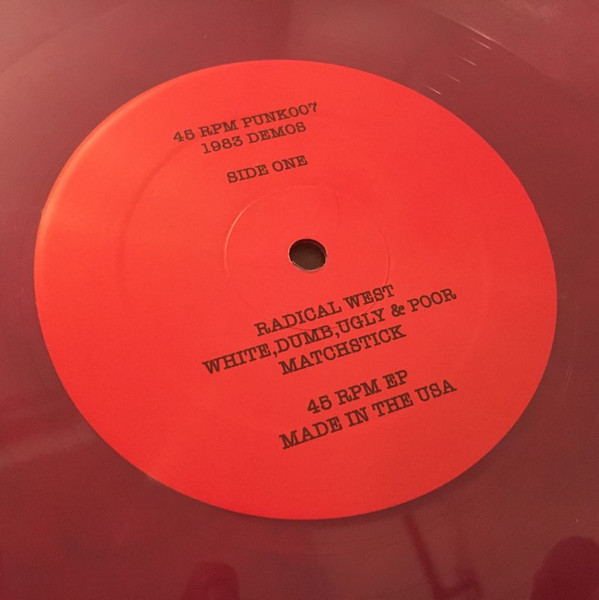 45 RPM PUNK007
1983 DEMOS
SIDE ONE
RADICAL WEST
WHITE,DUMB,UGLY & POOR
MATCHSTICK
45 RPM EP
MADE IN THE USA